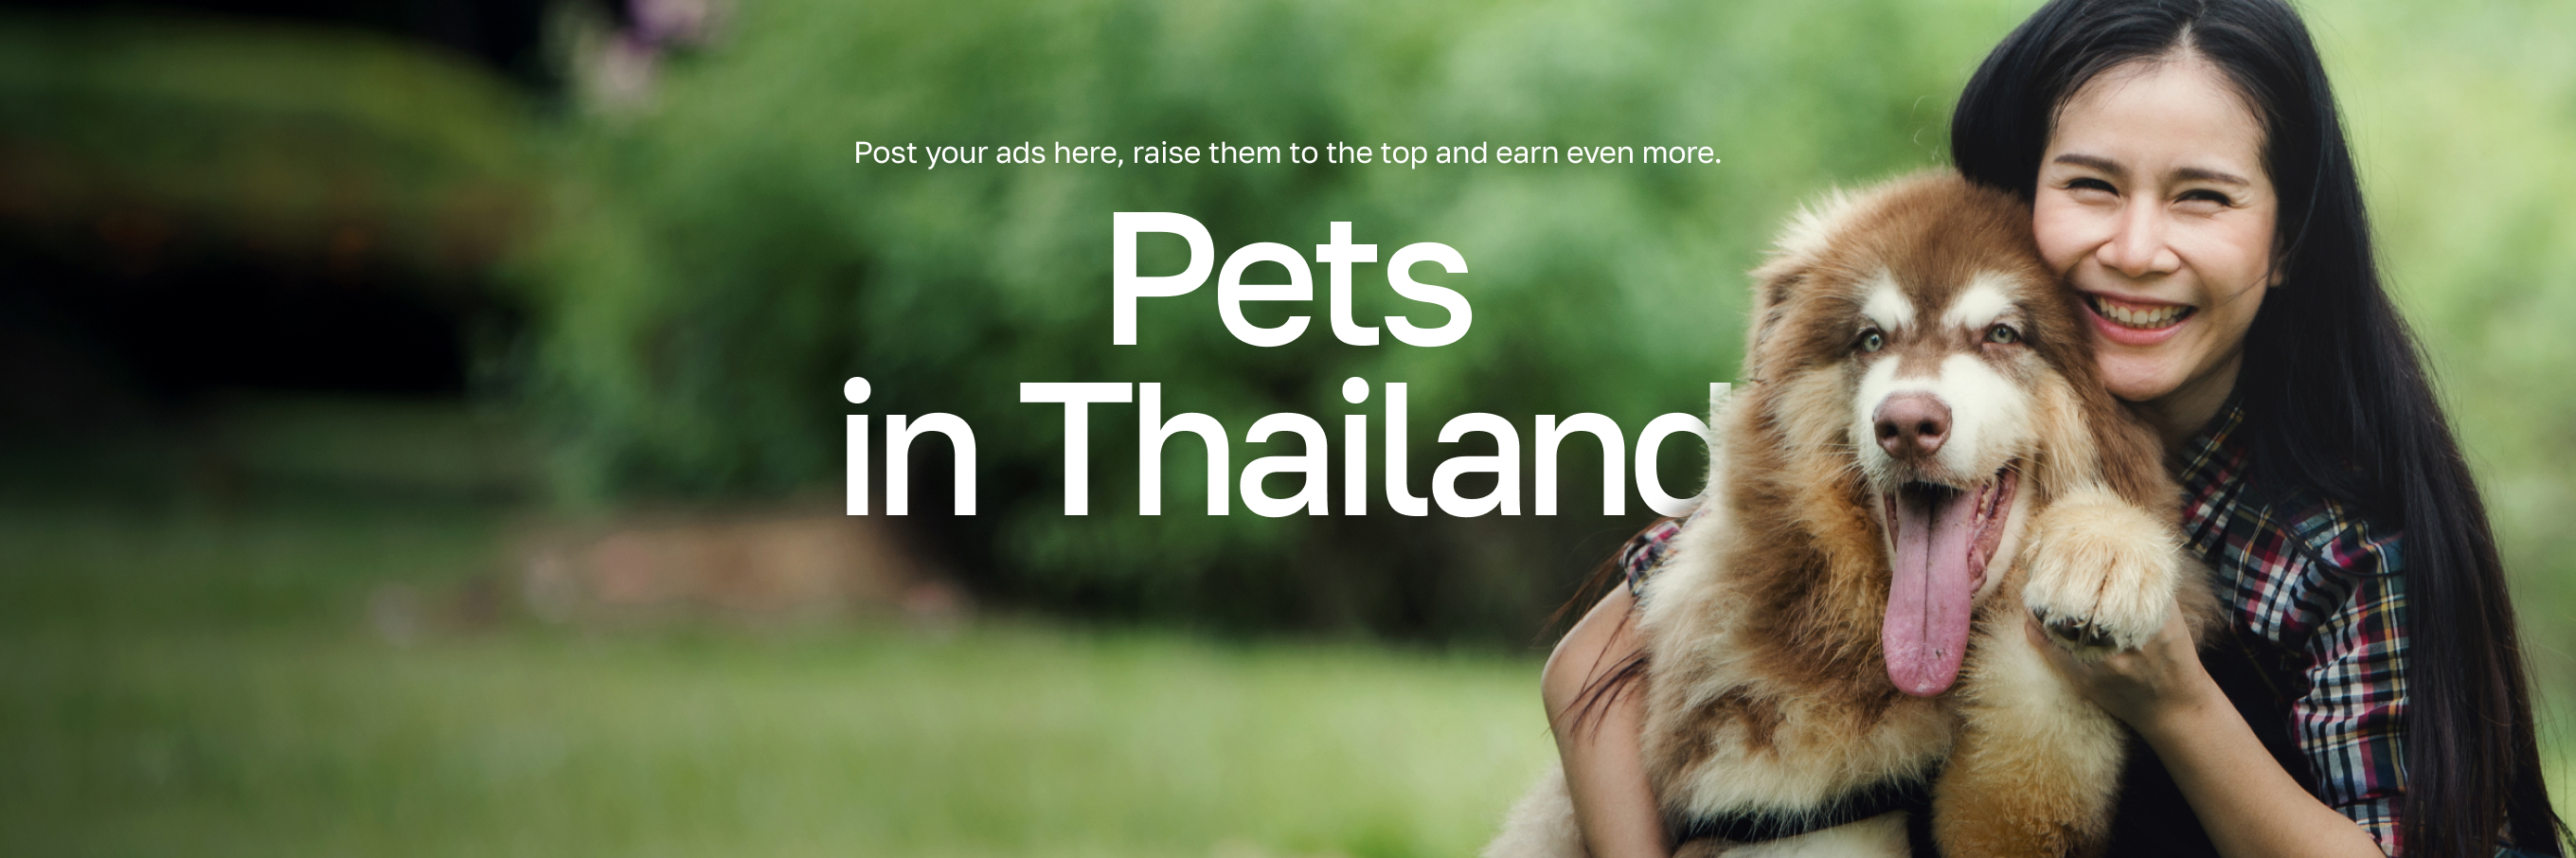 Post your ads here, raise them to the top and earn even more.
Pets
in Thailand